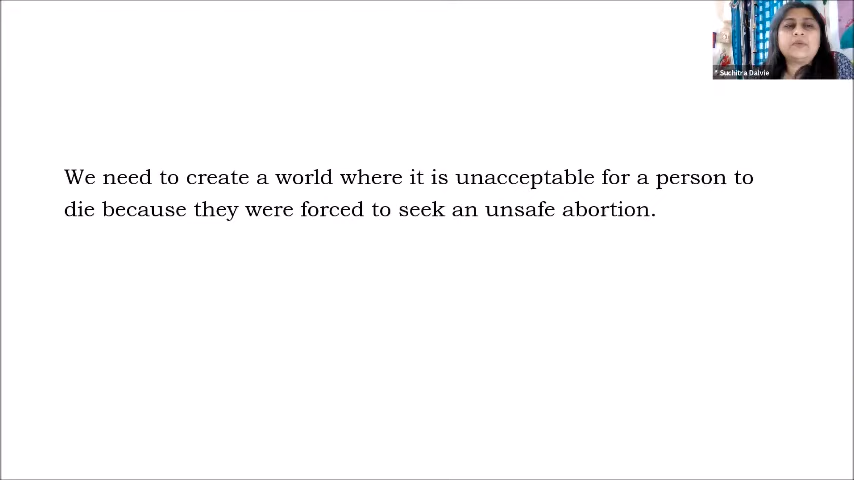 * Suchitra Dalvie
We need to create a world where it is unacceptable for a person to
die because they were forced to seek an unsafe abortion.